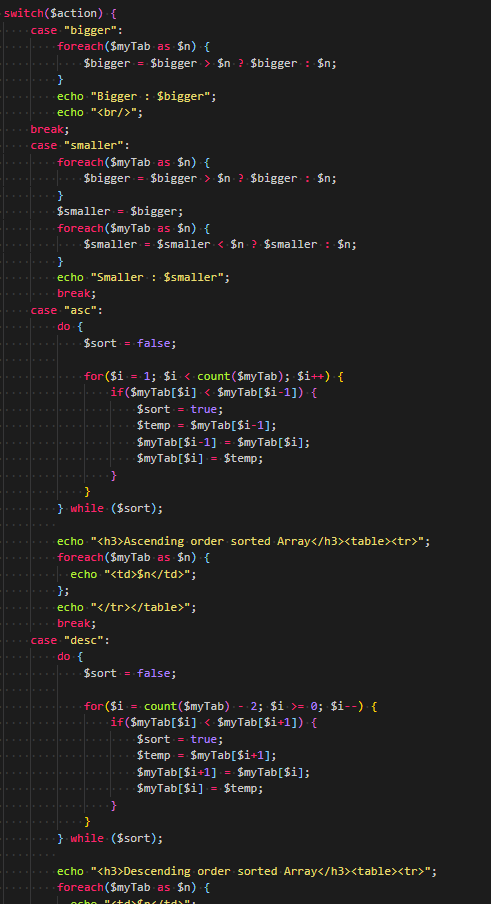 switch($action) {
    case "bigger":
        foreach($myTab as $n) {
            $bigger = $bigger > $n ? $bigger : $n;
        }
        echo "Bigger : $bigger";
        echo "<br/>";
    break;
    case "smaller":
        foreach($myTab as $n) {
            $bigger = $bigger > $n ? $bigger : $n;
        }
        $smaller = $bigger;
        foreach($myTab as $n) {
            $smaller = $smaller < $n ? $smaller : $n;
        }
        echo "Smaller : $smaller";
        break;
    case "asc":
        do {
            $sort = false;

            for($i = 1; $i < count($myTab); $i++) {
                if($myTab[$i] < $myTab[$i-1]) {
                    $sort = true;
                    $temp = $myTab[$i-1];
                    $myTab[$i-1] = $myTab[$i];
                    $myTab[$i] = $temp;
                }
            }
        } while ($sort);

        echo "<h3>Ascending order sorted Array</h3><table><tr>";
        foreach($myTab as $n) {
          echo "<td>$n</td>";
        };
        echo "</tr></table>";
        break;
    case "desc":
        do {
            $sort = false;

            for($i = count($myTab) - 2; $i >= 0; $i--) {
                if($myTab[$i] < $myTab[$i+1]) {
                    $sort = true;
                    $temp = $myTab[$i+1];
                    $myTab[$i+1] = $myTab[$i];
                    $myTab[$i] = $temp;
                }
            }
        } while ($sort);

        echo "<h3>Descending order sorted Array</h3><table><tr>";
        foreach($myTab as $n) {
          echo "<td>$n</td>";